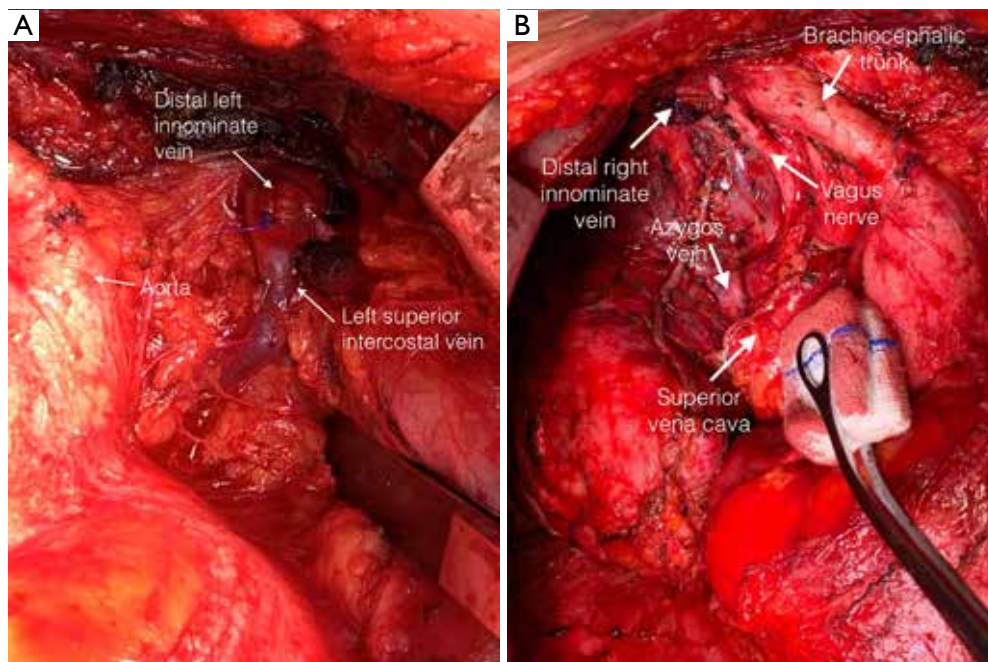 A
Distal left
innominate
vein
Aorta
Left superior
intercostal vein
B
Brachiocephalic
trunk
Distal right
innominate
vein
Vagus
nerve
Azygos
vein
Superior
vena cava